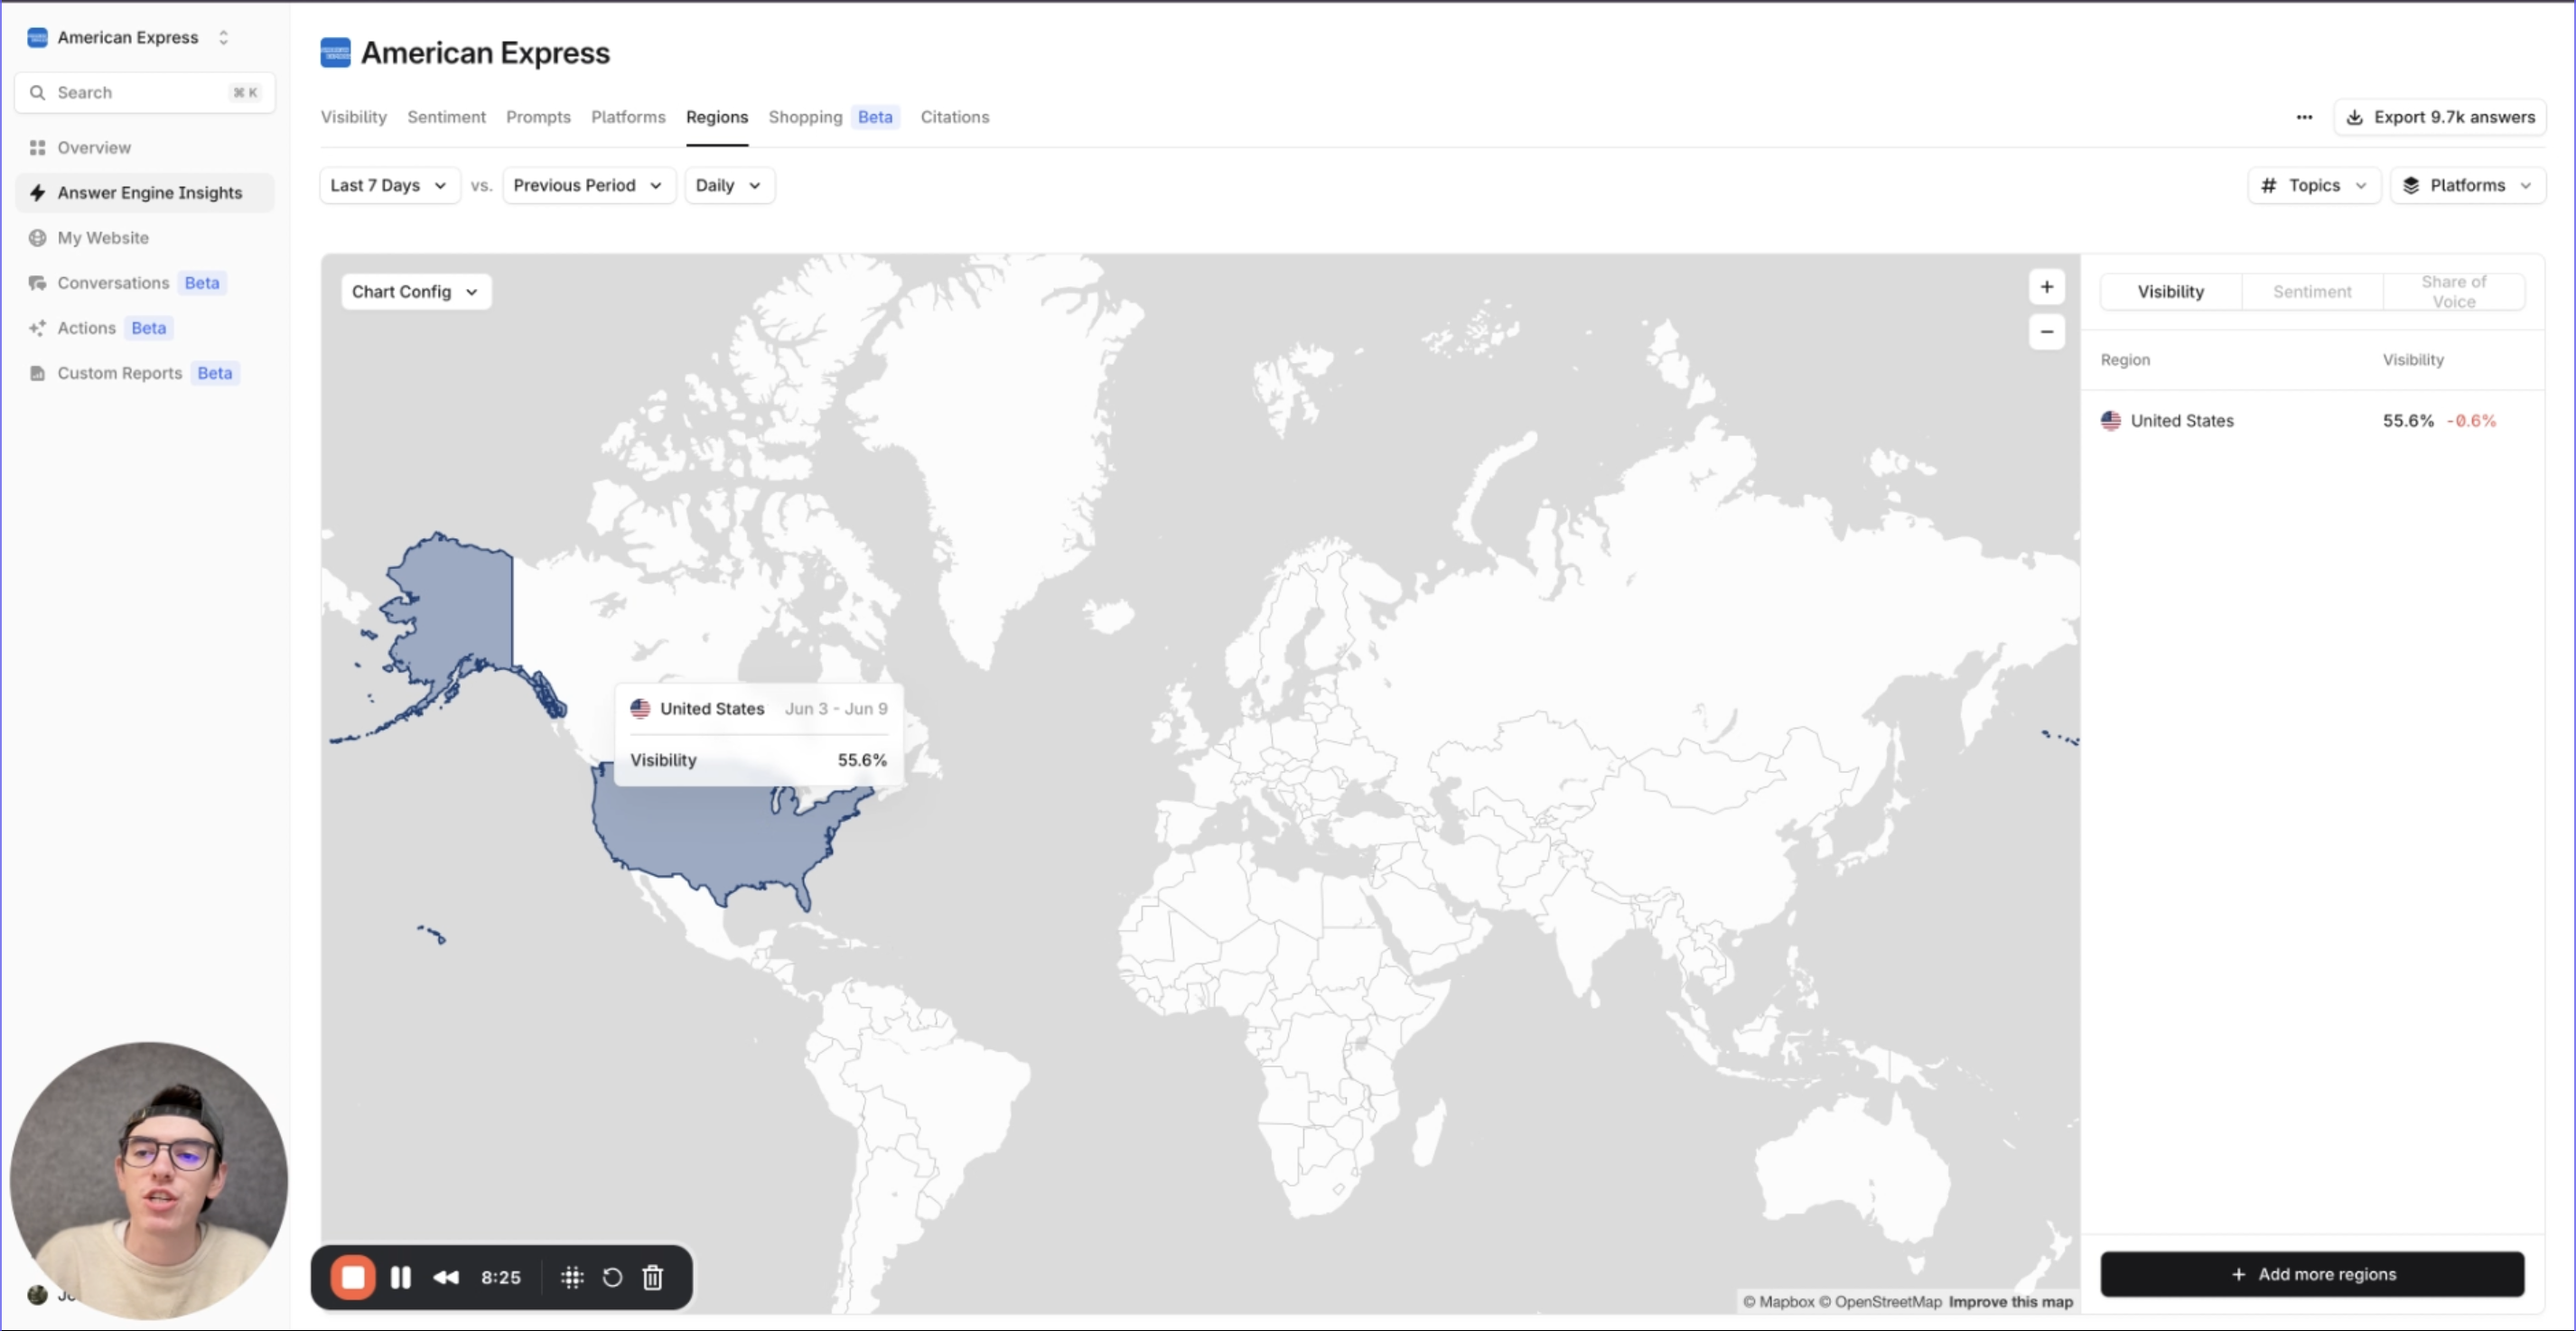 American Express
Search ⌘ K
Overview
Answer Engine Insights
My Website
Conversations Beta
Actions Beta
Custom Reports Beta
American Express
Visibility Sentiment Prompts Platforms Regions Shopping Beta Citations
Export 9.7k answers
Last 7 Days vs. Previous Period Daily
# Topics Platforms
Chart Config
+
−
United States Jun 3 - Jun 9
Visibility 55.6%
Visibility Sentiment Share of
Voice
Region Visibility
United States 55.6% -0.6%
+ Add more regions
© Mapbox © OpenStreetMap Improve this map
8:25